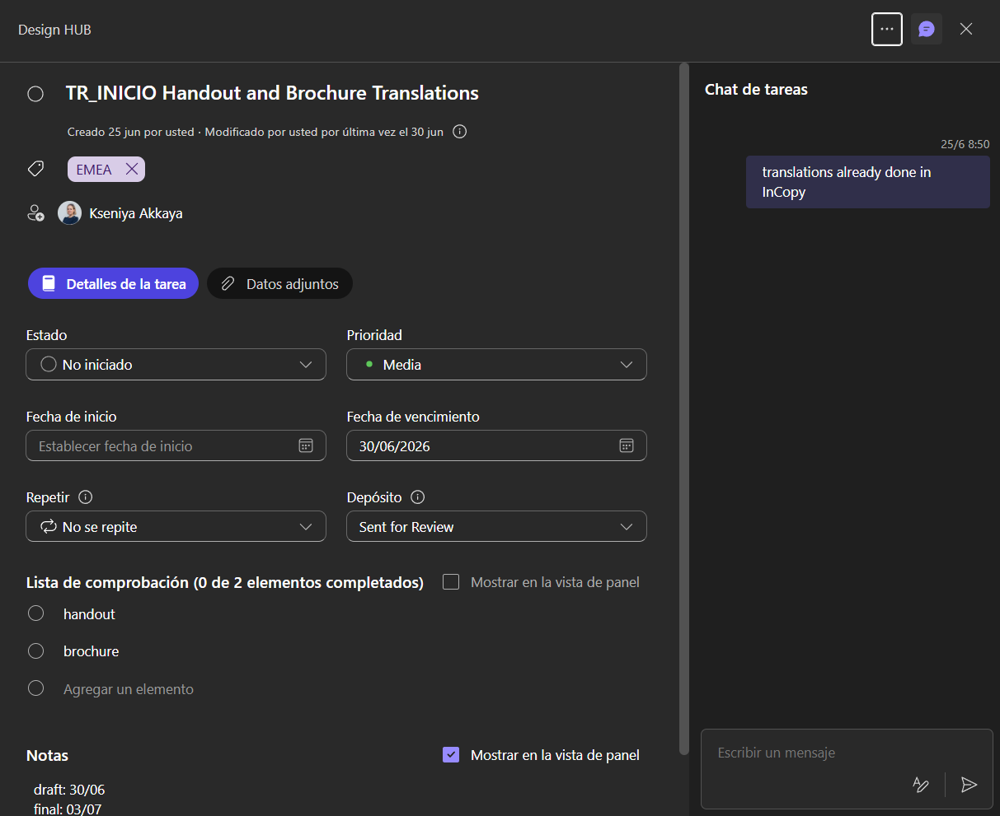 Design HUB
TR_INICIO Handout and Brochure Translations
Creado 25 jun por usted · Modificado por usted por última vez el 30 jun
EMEA
Kseniya Akkaya
Detalles de la tarea
Datos adjuntos
Estado
Prioridad
No iniciado
Media
Fecha de inicio
Fecha de vencimiento
Establecer fecha de inicio
30/06/2026
Repetir
Depósito
No se repite
Sent for Review
Lista de comprobación (0 de 2 elementos completados)
Mostrar en la vista de panel
handout
brochure
Agregar un elemento
Notas
Mostrar en la vista de panel
draft: 30/06
final: 03/07
Chat de tareas
25/6 8:50
translations already done in
InCopy
Escribir un mensaje